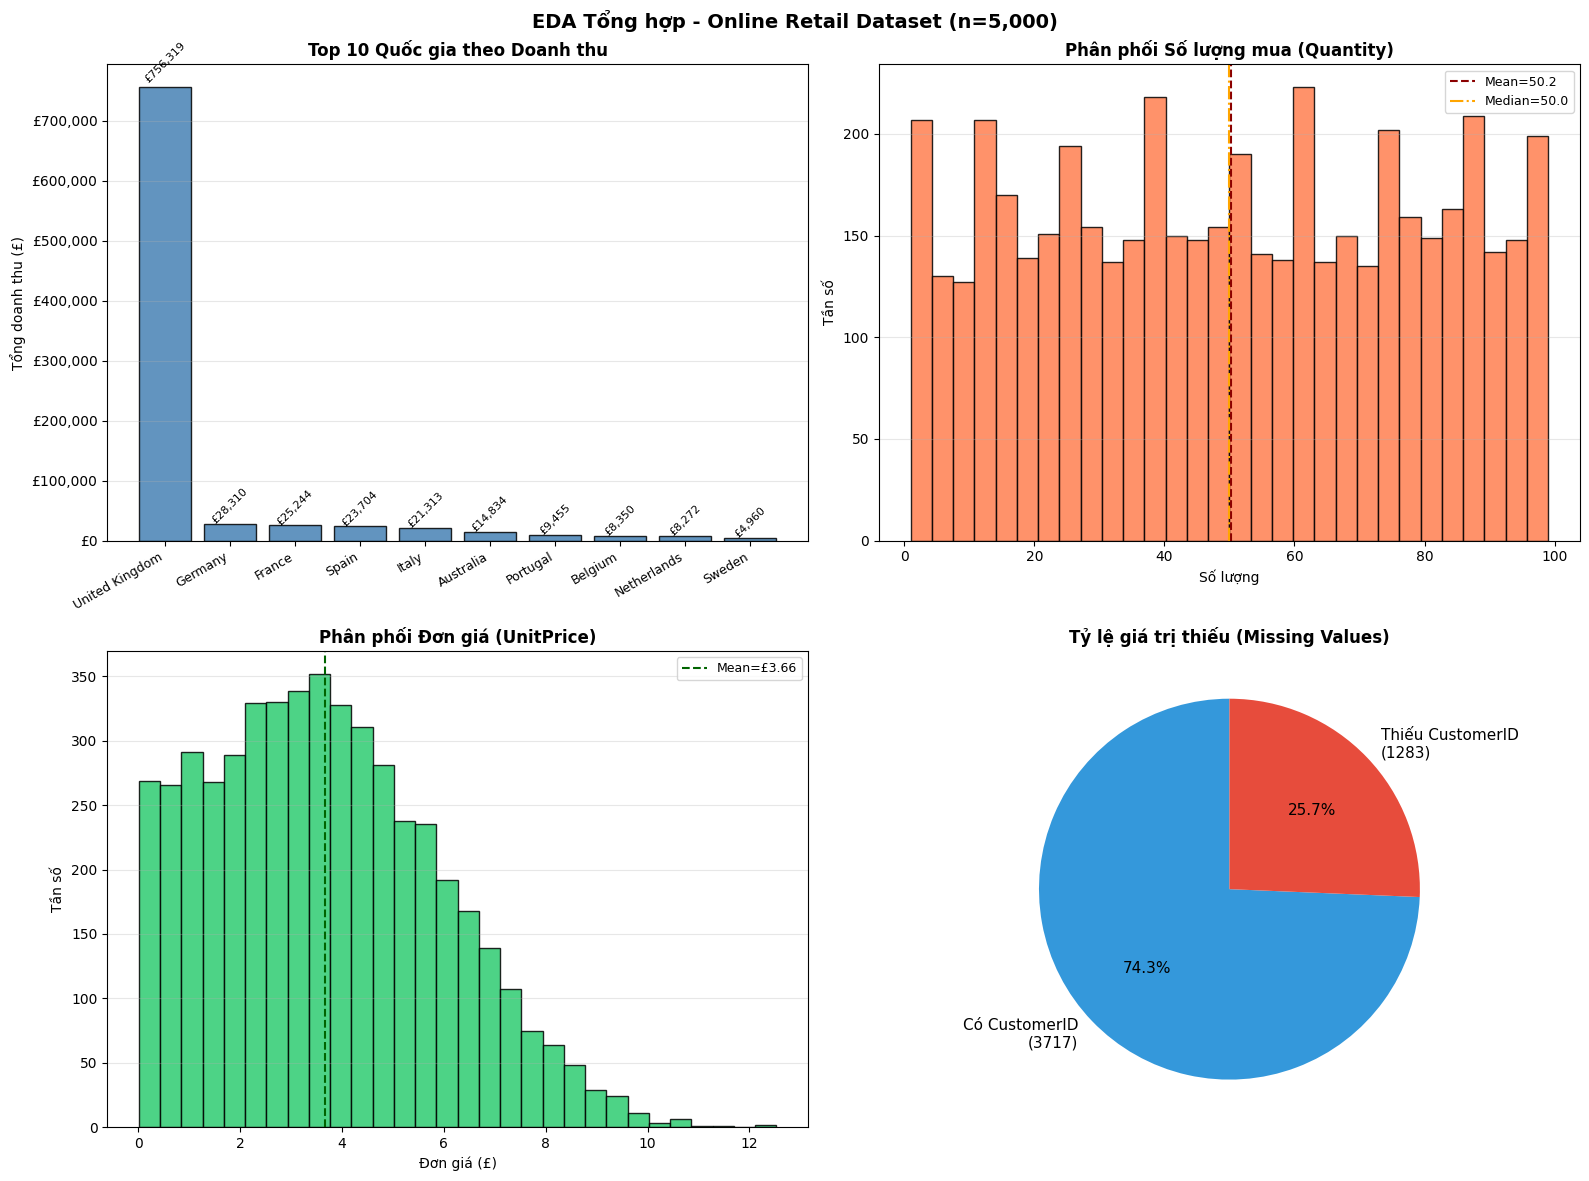 EDA Tổng hợp - Online Retail Dataset (n=5,000)
Top 10 Quốc gia theo Doanh thu
£756,319
£28,310
£25,244
£23,704
£21,313
£14,834
£9,455
£8,350
£8,272
£4,960
£700,000
£600,000
£500,000
£400,000
£300,000
£200,000
£100,000
£0
Tổng doanh thu (£)
United Kingdom
Germany
France
Spain
Italy
Australia
Portugal
Belgium
Netherlands
Sweden
Phân phối Số lượng mua (Quantity)
Mean=50.2
Median=50.0
200
150
100
50
0
Tần số
0
20
40
60
80
100
Số lượng
Phân phối Đơn giá (UnitPrice)
Mean=£3.66
350
300
250
200
150
100
50
0
Tần số
0
2
4
6
8
10
12
Đơn giá (£)
Tỷ lệ giá trị thiếu (Missing Values)
Thiếu CustomerID
(1283)
25.7%
74.3%
Có CustomerID
(3717)